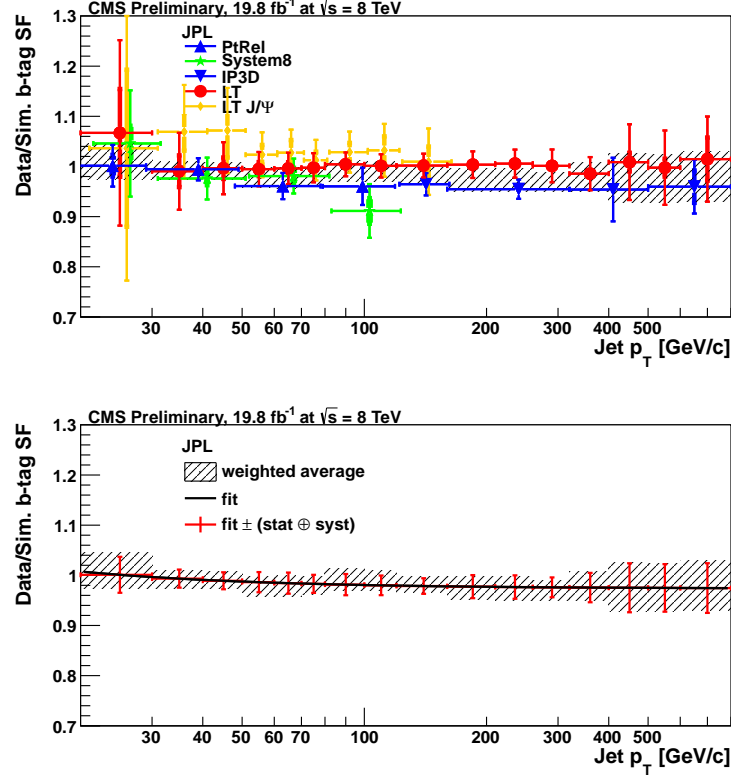 CMS Preliminary, 19.8 fb⁻¹ at √s = 8 TeV
JPL
PtRel
System8
IP3D
LT
LT J/Ψ
Data/Sim. b-tag SF
1.3
1.2
1.1
1
0.9
0.8
0.7
30 40 50 60 70 100 200 300 400 500
Jet p_T [GeV/c]
CMS Preliminary, 19.8 fb⁻¹ at √s = 8 TeV
JPL
weighted average
fit
fit ± (stat ⊕ syst)
Data/Sim. b-tag SF
1.3
1.2
1.1
1
0.9
0.8
0.7
30 40 50 60 70 100 200 300 400 500
Jet p_T [GeV/c]